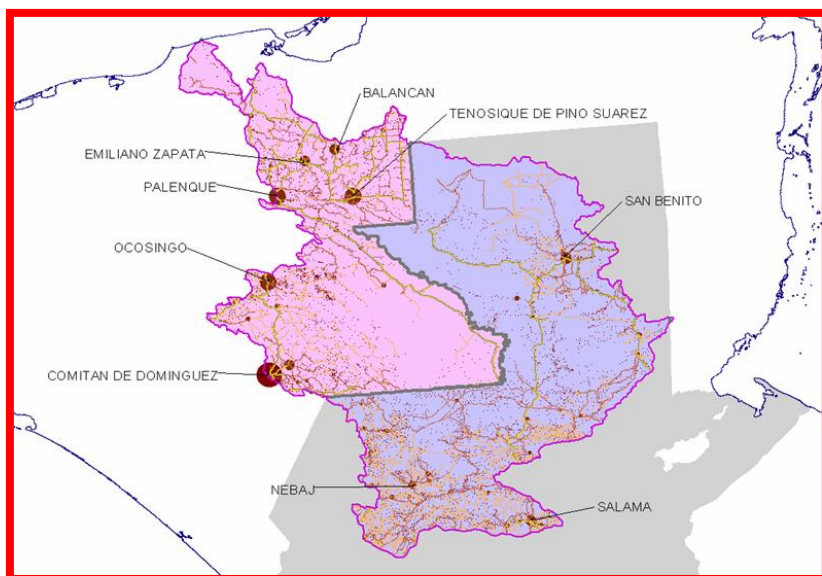 BALANCAN
TENOSIQUE DE PINO SUAREZ
EMILIANO ZAPATA
PALENQUE
SAN BENITO
OCOSINGO
COMITAN DE DOMINGUEZ
NEBAJ
SALAMA